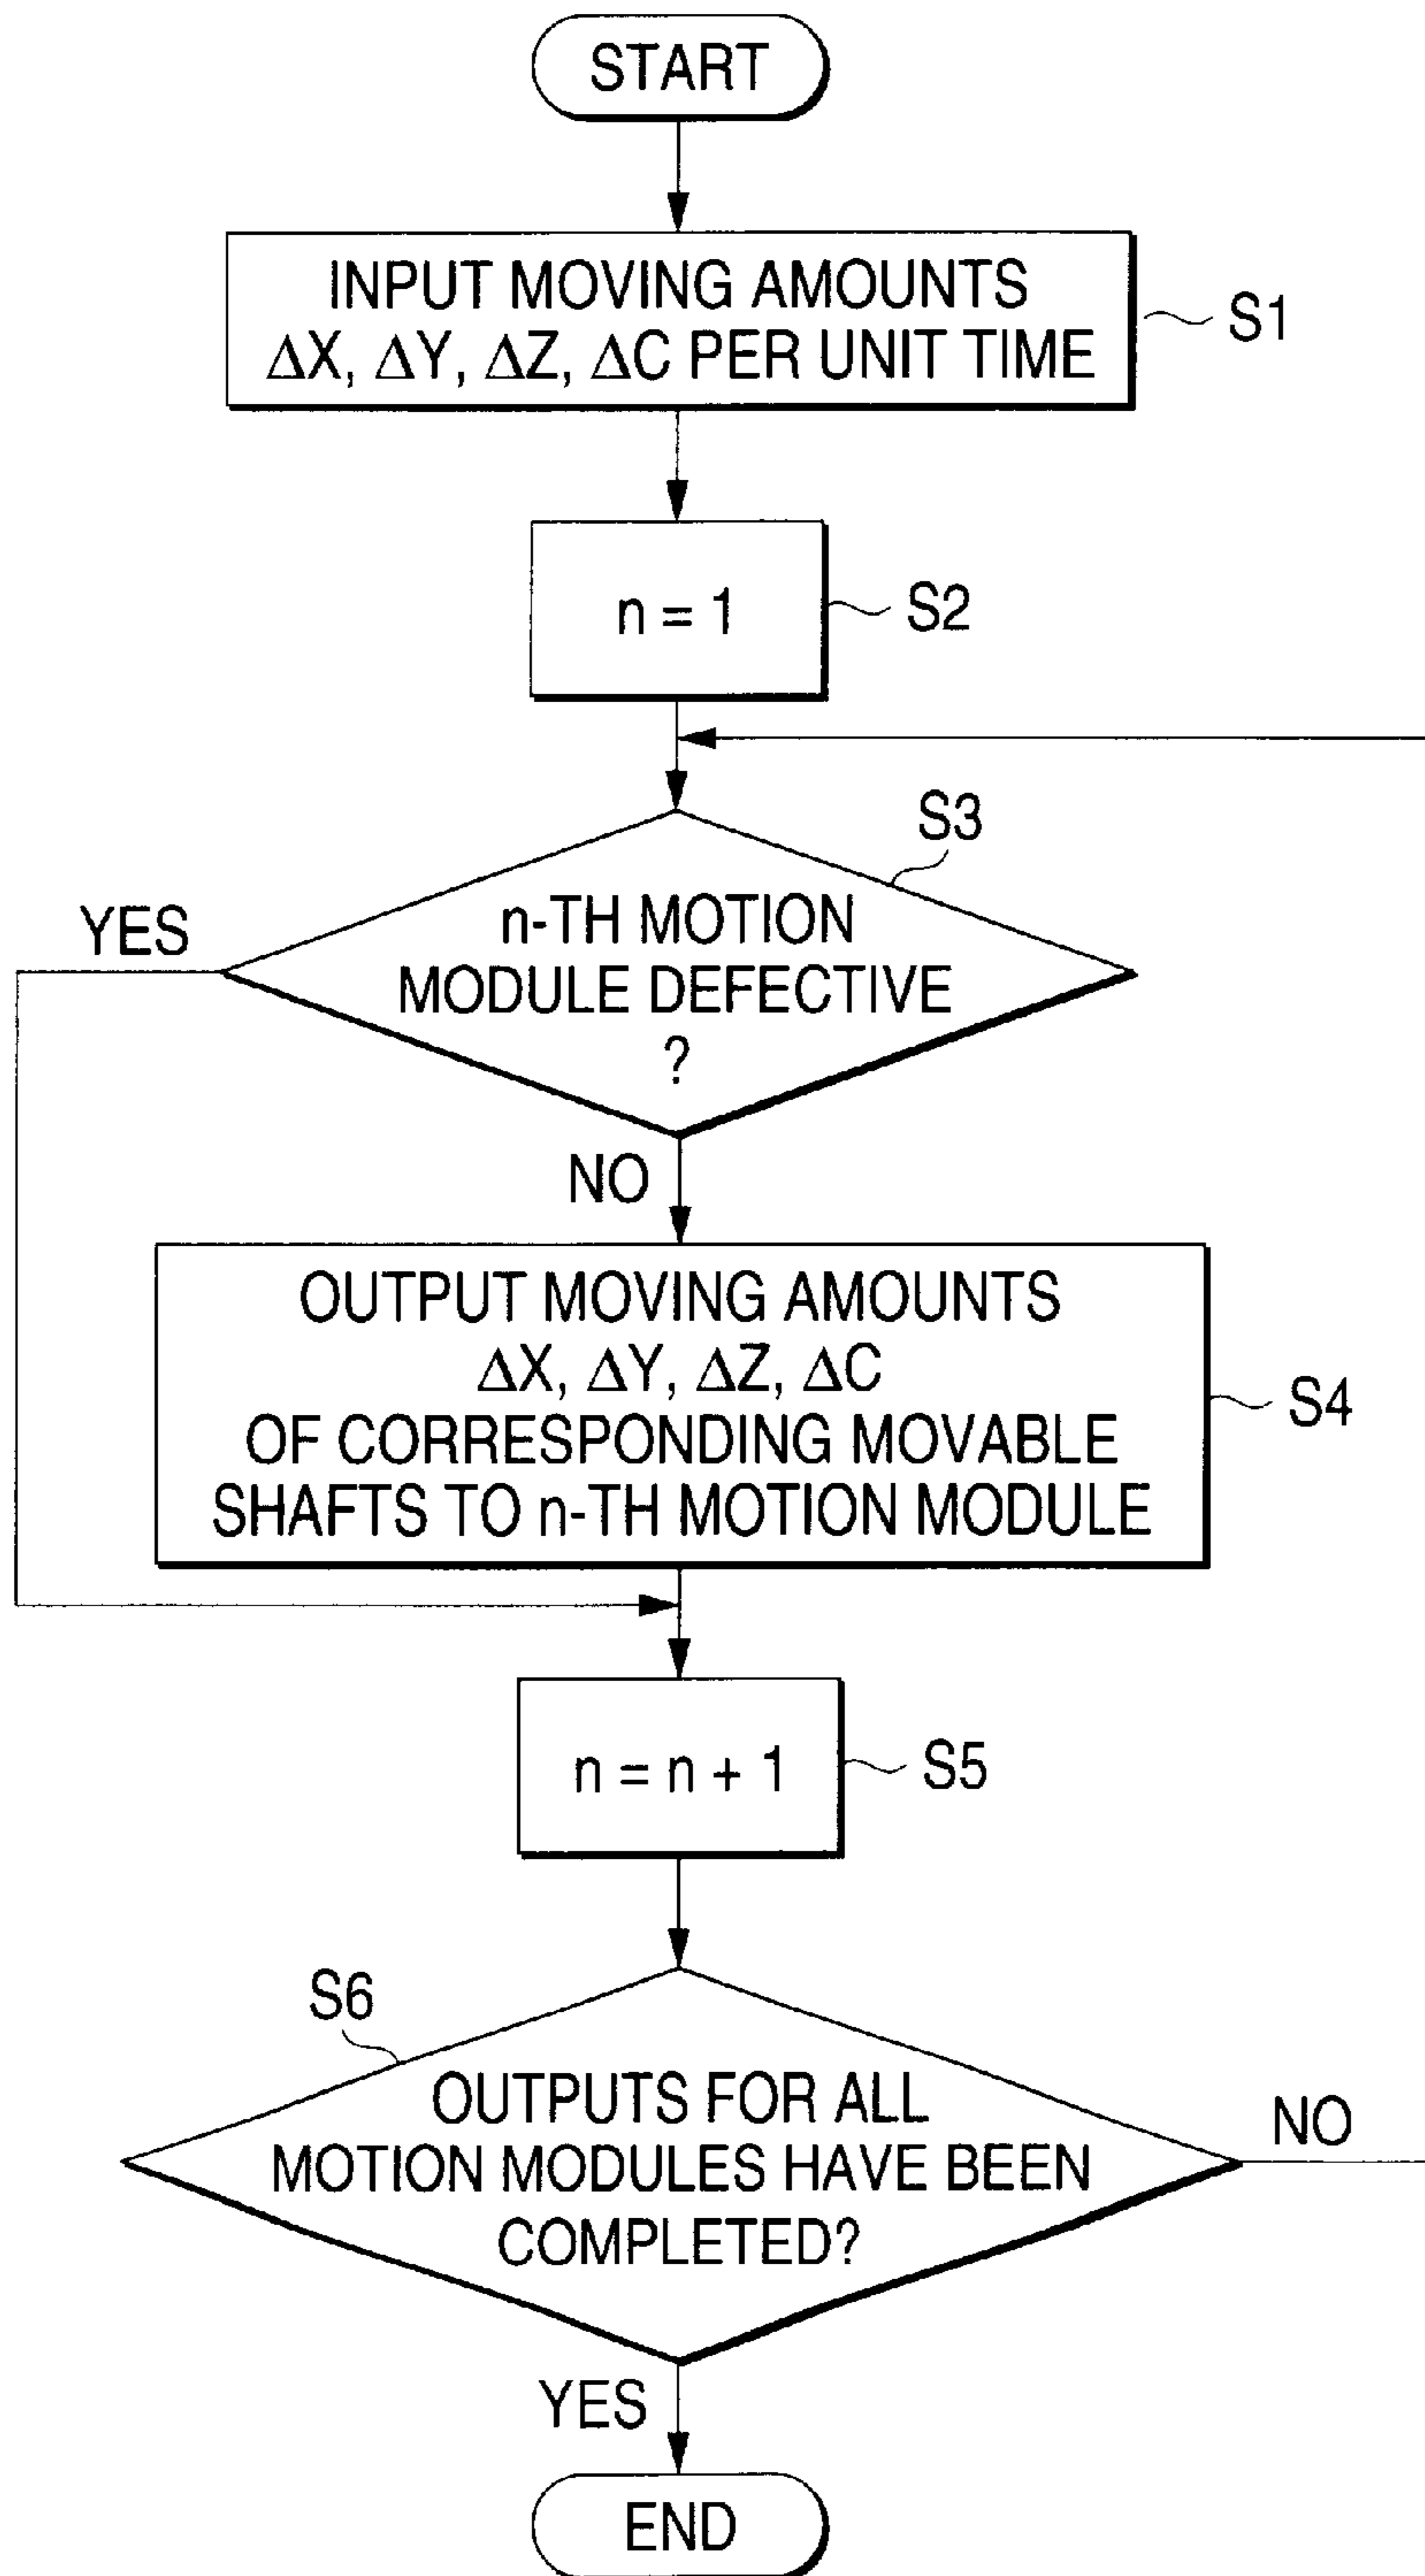 START
INPUT MOVING AMOUNTS
ΔX, ΔY, ΔZ, ΔC PER UNIT TIME
S1
n = 1
S2
S3
YES
n-TH MOTION
MODULE DEFECTIVE
?
NO
OUTPUT MOVING AMOUNTS
ΔX, ΔY, ΔZ, ΔC
OF CORRESPONDING MOVABLE
SHAFTS TO n-TH MOTION MODULE
S4
n = n + 1
S5
S6
OUTPUTS FOR ALL
MOTION MODULES HAVE BEEN
COMPLETED?
NO
YES
END